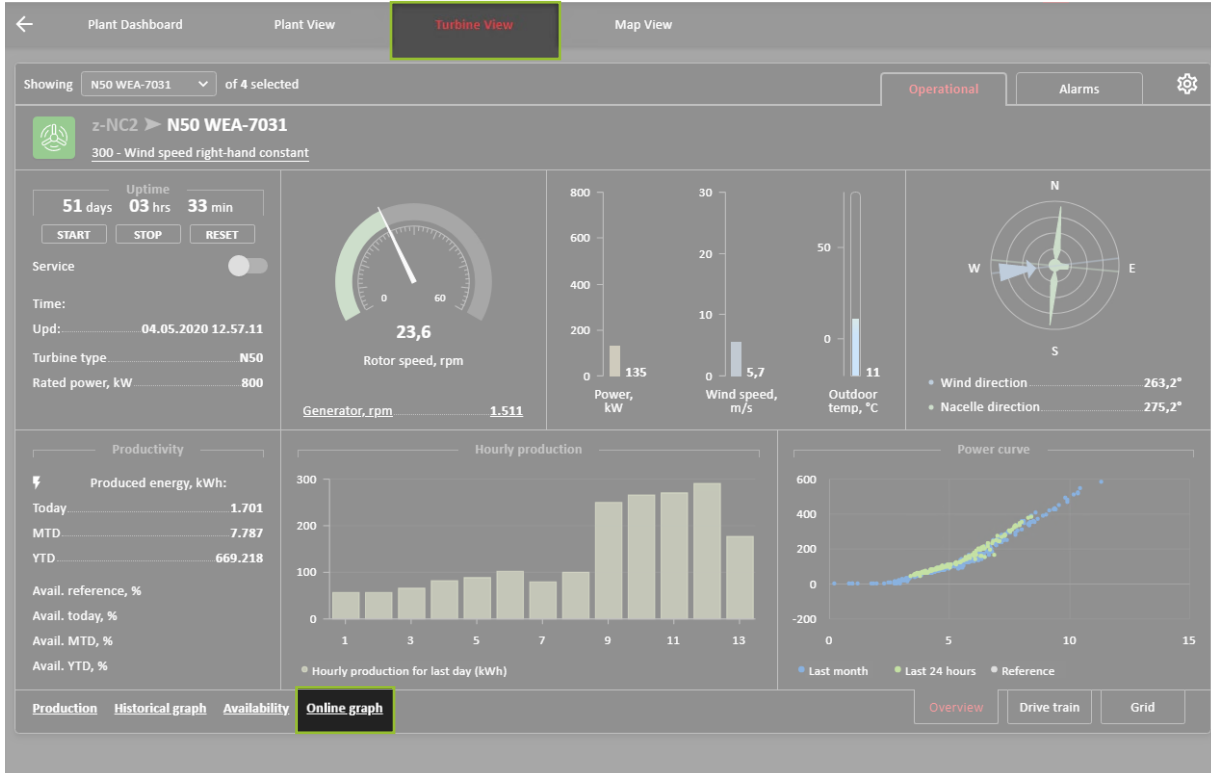 Plant Dashboard Plant View Turbine View Map View
Showing N50 WEA-7031 of 4 selected
Operational Alarms
z-NC2 ➤ N50 WEA-7031
300 - Wind speed right-hand constant
Uptime
51 days 03 hrs 33 min
START STOP RESET
Service
Time:
Upd: 04.05.2020 12.57.11
Turbine type N50
Rated power, kW 800
0 60
23,6
Rotor speed, rpm
Generator, rpm 1.511
800
600
400
200
0
135
Power,
kW
30
20
10
0
5,7
Wind speed,
m/s
50
0
11
Outdoor
temp, °C
N
W E
S
Wind direction 263,2°
Nacelle direction 275,2°
Productivity
Produced energy, kWh:
Today 1.701
MTD 7.787
YTD 669.218
Avail. reference, %
Avail. today, %
Avail. MTD, %
Avail. YTD, %
Hourly production
300
200
100
0
1 3 5 7 9 11 13
Hourly production for last day (kWh)
Power curve
600
400
200
0
-200
0 5 10 15
Last month Last 24 hours Reference
Production Historical graph Availability Online graph
Overview Drive train Grid